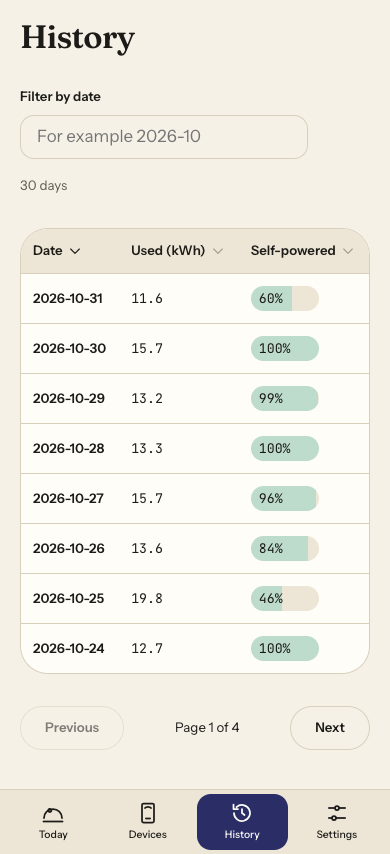 History
Filter by date
For example 2026-10
30 days
Date Used (kWh) Self-powered
2026-10-31 11.6 60%
2026-10-30 15.7 100%
2026-10-29 13.2 99%
2026-10-28 13.3 100%
2026-10-27 15.7 96%
2026-10-26 13.6 84%
2026-10-25 19.8 46%
2026-10-24 12.7 100%
Previous Page 1 of 4 Next
Today Devices History Settings